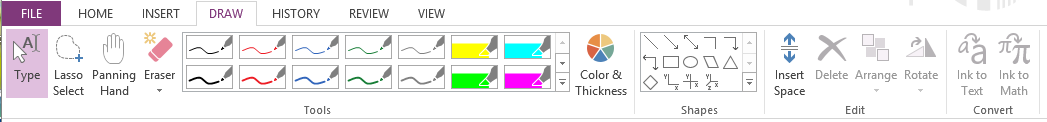 FILE HOME INSERT DRAW HISTORY REVIEW VIEW
Type
Lasso Select
Panning Hand
Eraser
Color & Thickness
Insert Space
Delete
Arrange
Rotate
Ink to Text
Ink to Math
Tools Shapes Edit Convert